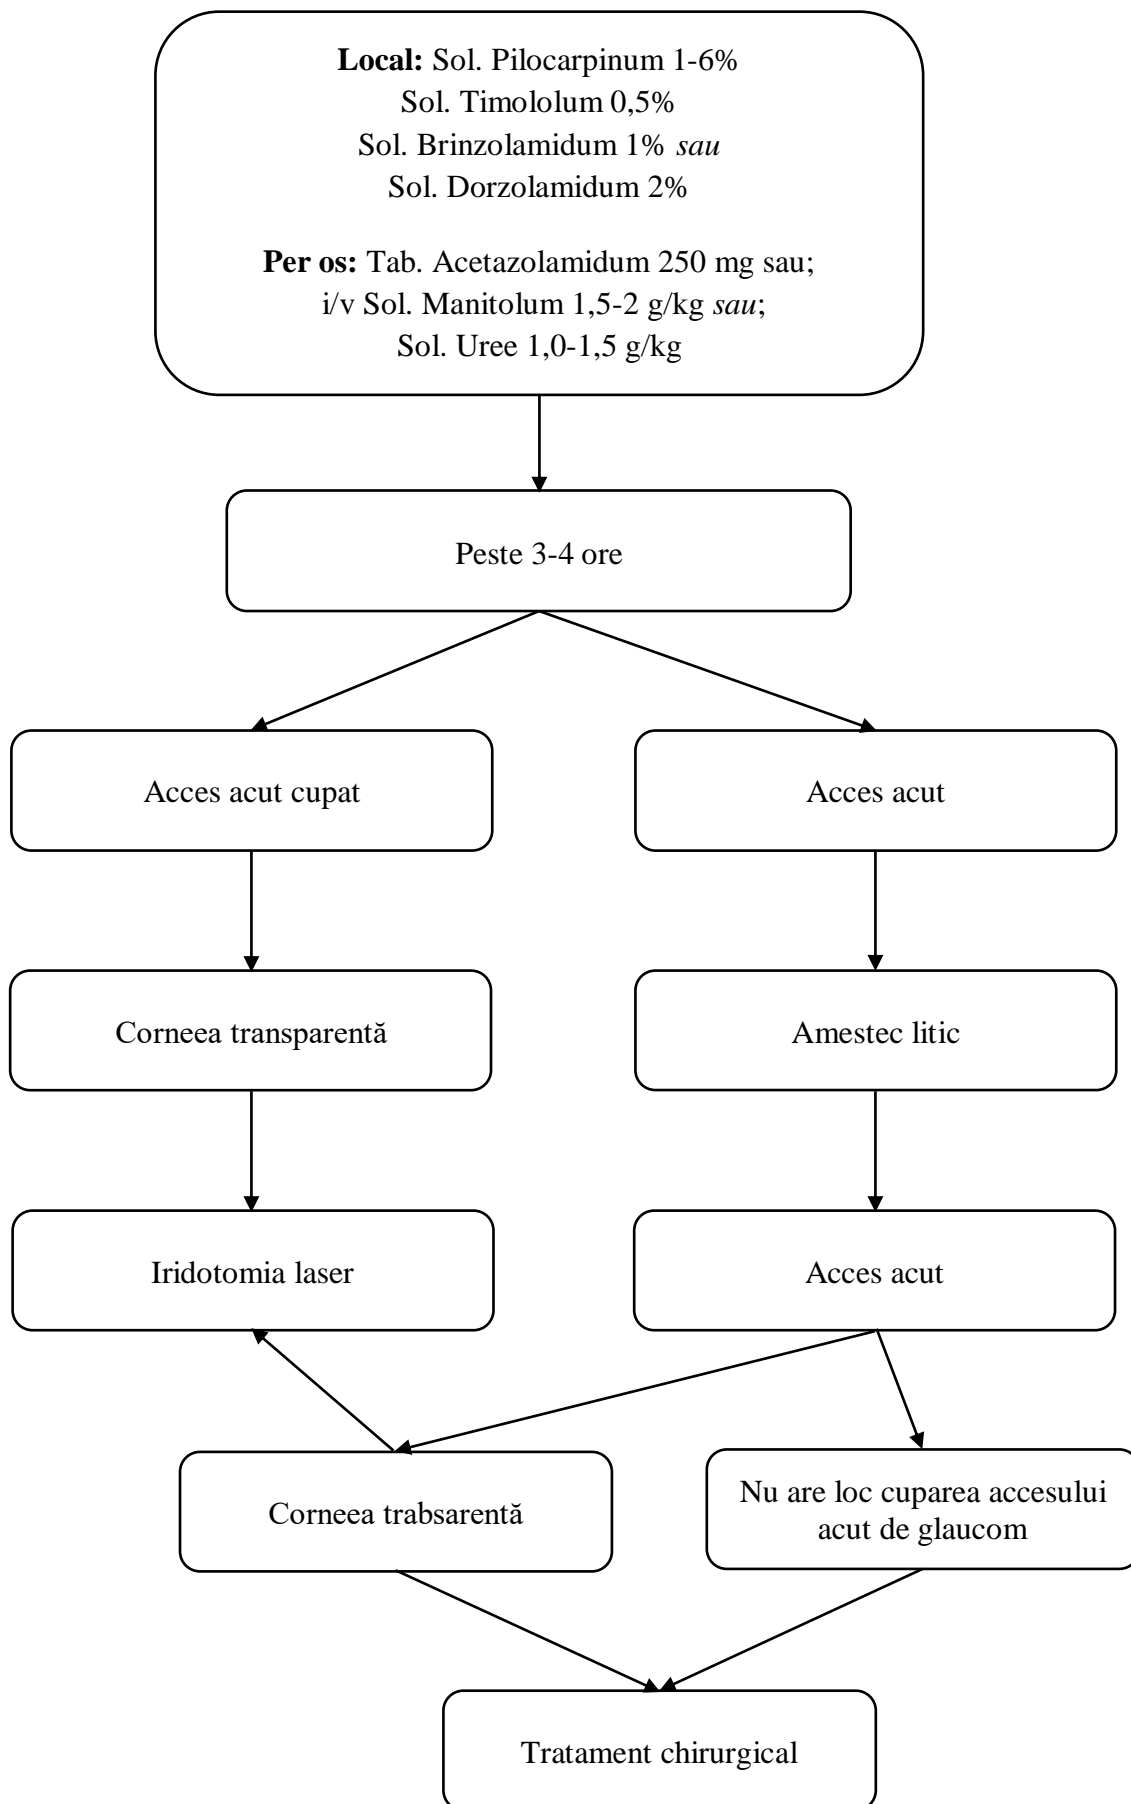 Local: Sol. Pilocarpinum 1-6%
Sol. Timololum 0,5%
Sol. Brinzolamidum 1% sau
Sol. Dorzolamidum 2%
Per os: Tab. Acetazolamidum 250 mg sau;
i/v Sol. Manitolum 1,5-2 g/kg sau;
Sol. Uree 1,0-1,5 g/kg
Peste 3-4 ore
Acces acut cupat
Acces acut
Corneea transparentă
Amestec litic
Iridotomia laser
Acces acut
Corneea trabsarentă
Nu are loc cuparea accesului
acut de glaucom
Tratament chirurgical